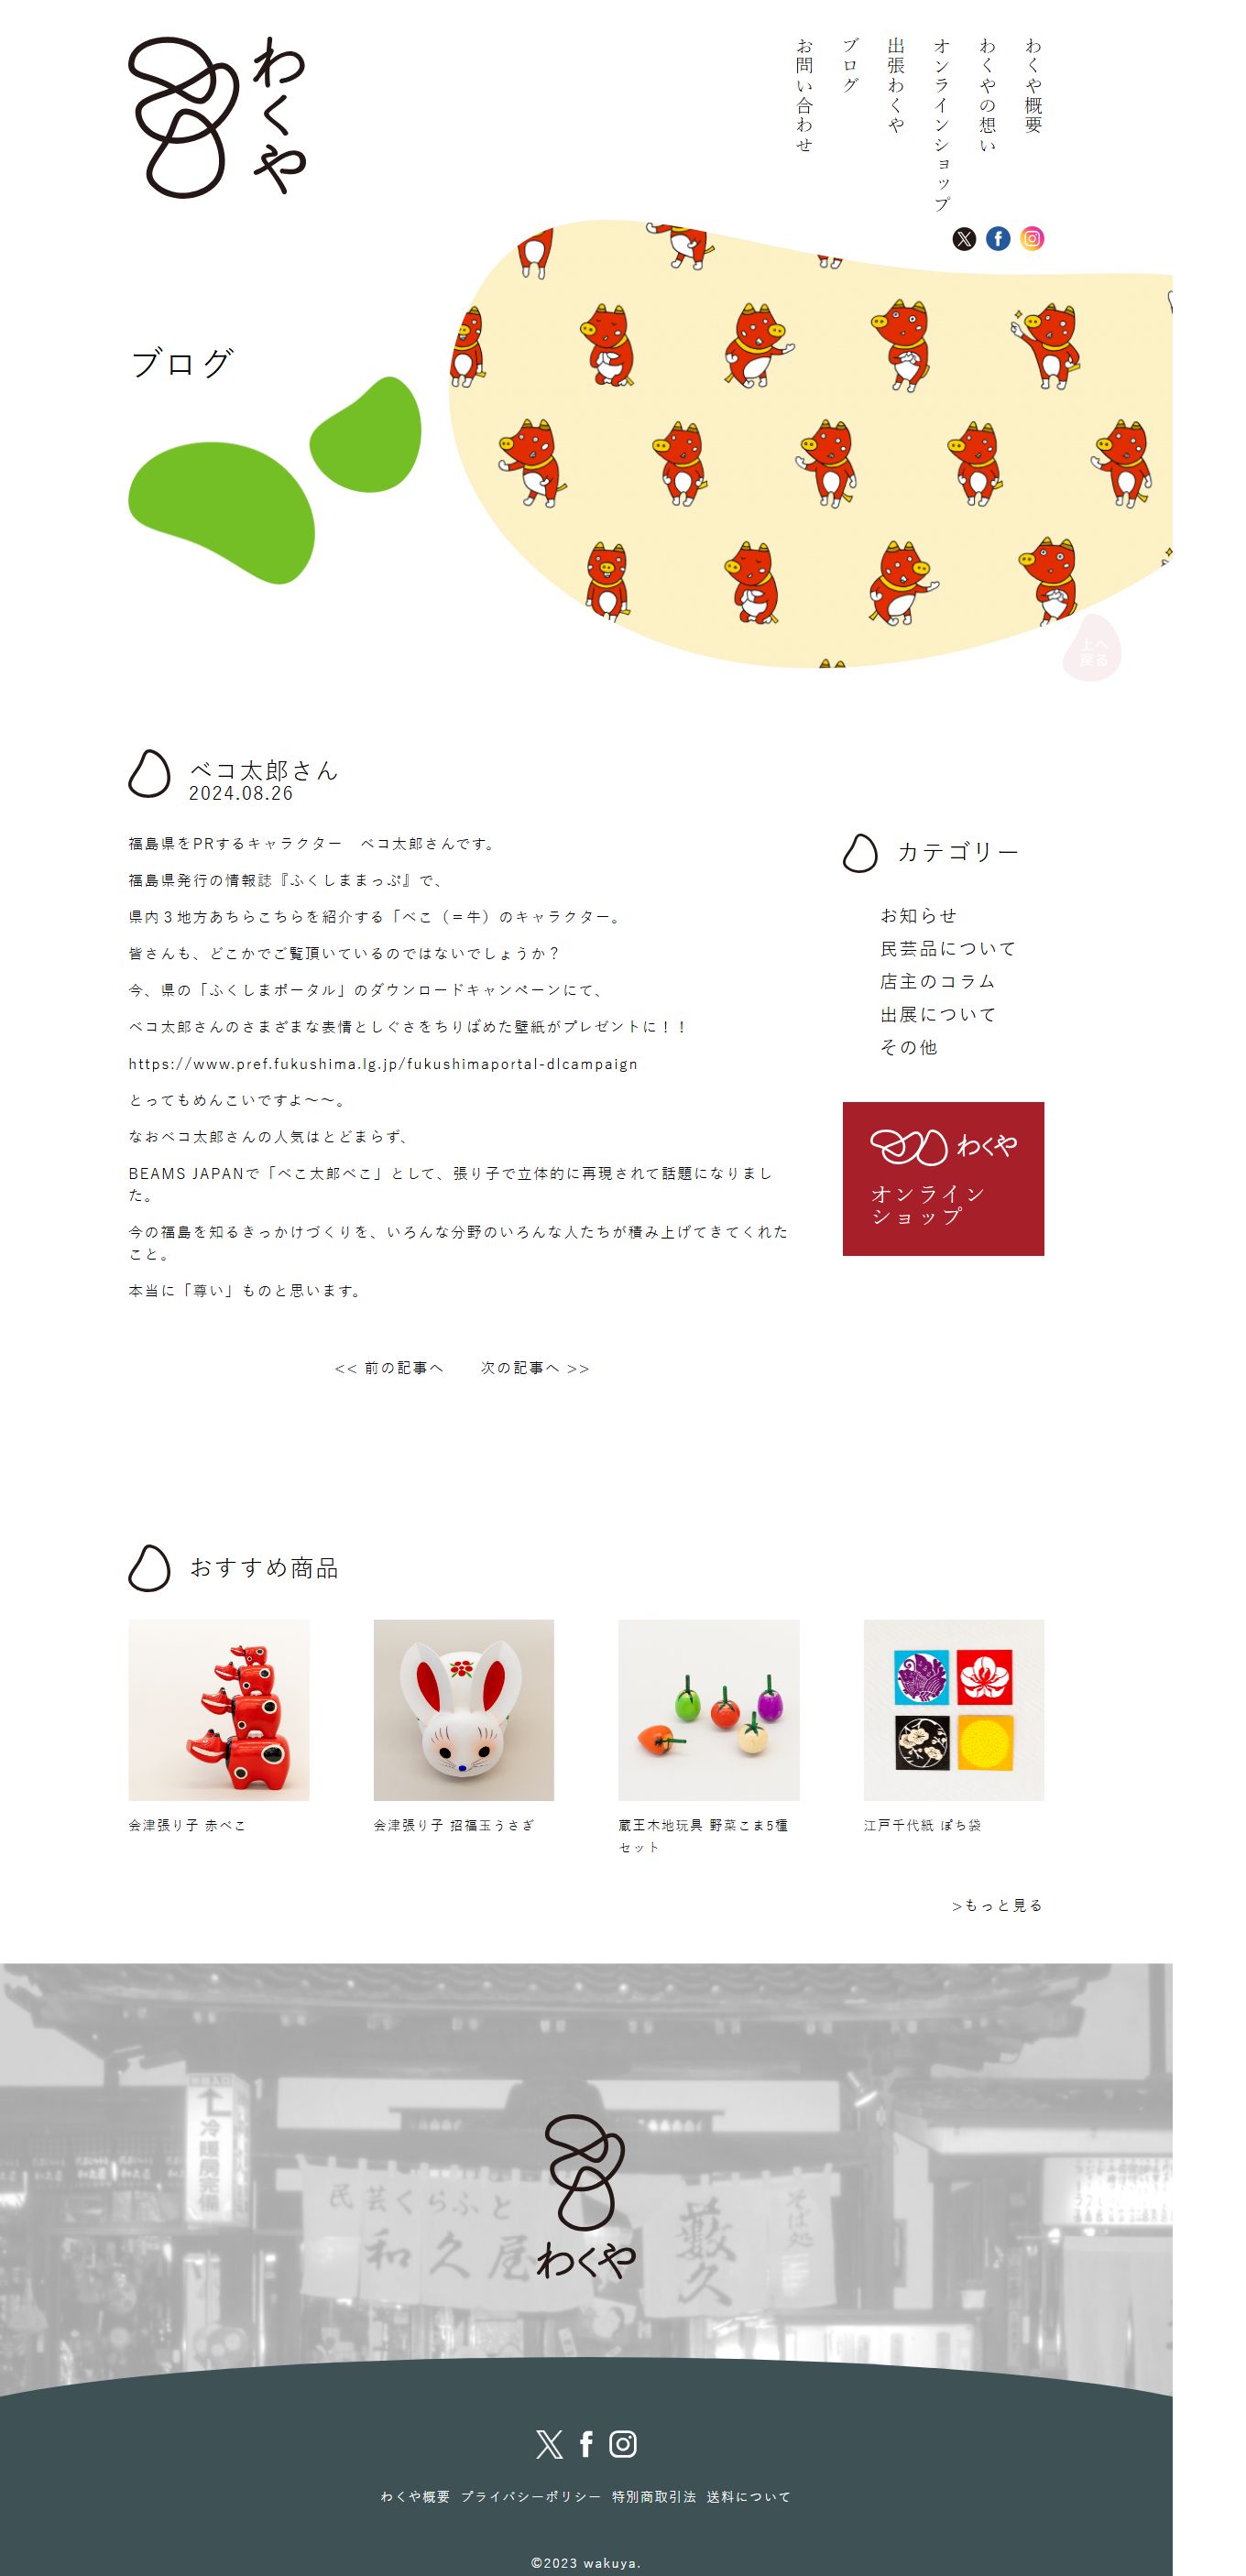 わくや
わくや概要
わくやの想い
オンラインショップ
出張わくや
ブログ
お問い合わせ
ブログ
上へ
戻る
ベコ太郎さん
2024.08.26
福島県をPRするキャラクター　ベコ太郎さんです。
福島県発行の情報誌『ふくしままっぷ』で、
県内３地方あちらこちらを紹介する「べこ（＝牛）のキャラクター。
皆さんも、どこかでご覧頂いているのではないでしょうか？
今、県の「ふくしまポータル」のダウンロードキャンペーンにて、
ベコ太郎さんのさまざまな表情としぐさをちりばめた壁紙がプレゼントに！！
https://www.pref.fukushima.lg.jp/fukushimaportal-dlcampaign
とってもめんこいですよ～～。
なおベコ太郎さんの人気はとどまらず、
BEAMS JAPANで「べこ太郎べこ」として、張り子で立体的に再現されて話題になりまし
た。
今の福島を知るきっかけづくりを、いろんな分野のいろんな人たちが積み上げてきてくれた
こと。
本当に「尊い」ものと思います。
<< 前の記事へ　次の記事へ >>
カテゴリー
お知らせ
民芸品について
店主のコラム
出展について
その他
わくや
オンライン
ショップ
おすすめ商品
会津張り子 赤べこ
会津張り子 招福玉うさぎ
蔵王木地玩具 野菜こま5種
セット
江戸千代紙 ぽち袋
>もっと見る
冷暖房完備
民芸くらふと
和久屋
そば処
藪久
わくや
わくや概要 プライバシーポリシー 特別商取引法 送料について
©2023 wakuya.